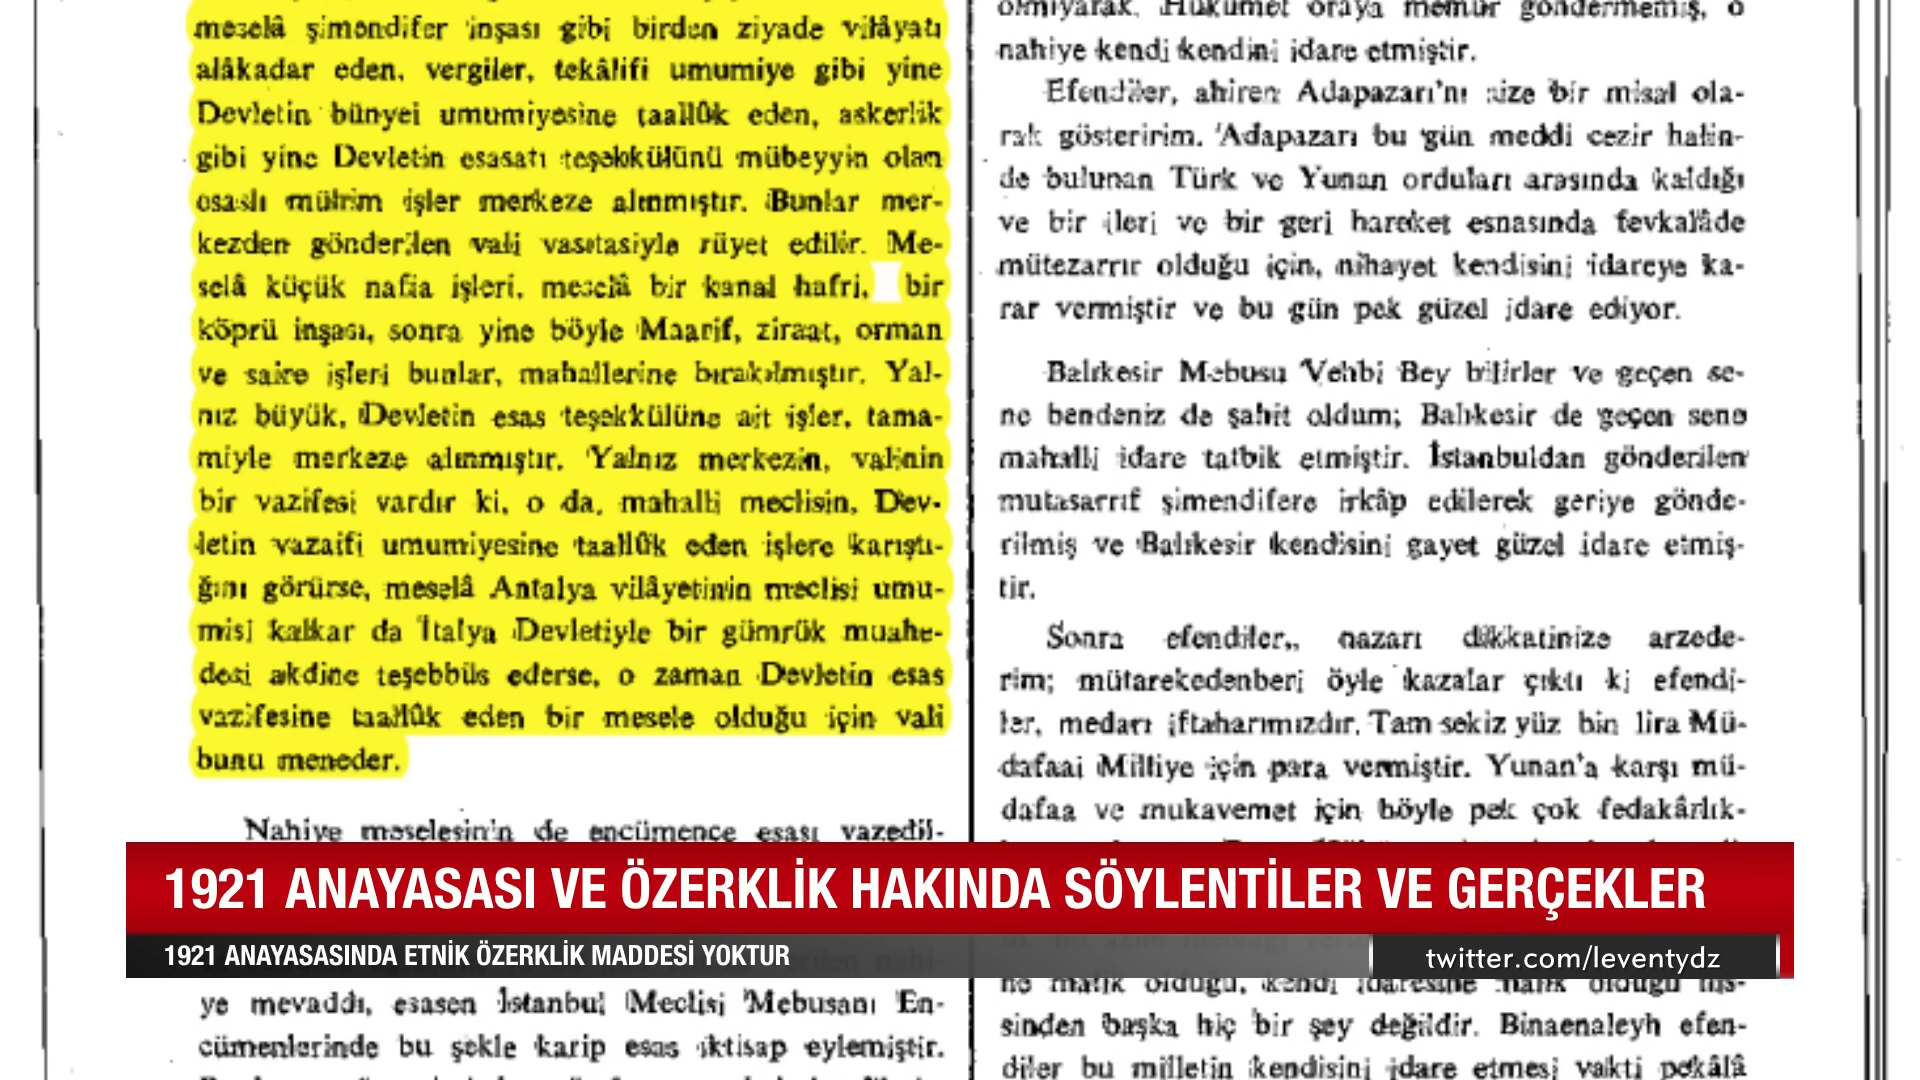 meselâ şimendifer inşası gibi birden ziyade vilâyatı
alâkadar eden, vergiler, tekâlifi umumiye gibi yine
Devletin bünyei umumiyesine taallûk eden, askerlik
gibi yine Devletin esasatı teşekkülünü mübeyyin olan
esaslı mühim işler merkeze alınmıştır. Bunlar mer-
kezden gönderilen vali vasıtasiyle rüyet edilir. Me-
selâ küçük nafıa işleri, meselâ bir kanal hafri, bir
köprü inşası, sonra yine böyle Maarif, ziraat, orman
ve saire işleri bunlar, mahallerine bırakılmıştır. Yal-
nız büyük, Devletin esas teşekkülüne ait işler, tama-
miyle merkeze alınmıştır. Yalnız merkezin, valinin
bir vazifesi vardır ki, o da, mahalli meclisin, Dev-
letin vazaifi umumiyesine taallûk eden işlere karıştı-
ğını görürse, meselâ Antalya vilâyetinin meclisi umu-
misi kalkar da İtalya Devletiyle bir gümrük muahe-
desi akdine teşebbüs ederse, o zaman Devletin esas
vazifesine taallûk eden bir mesele olduğu için vali
bunu meneder.
Nahiye meselesin'n de encümence esası vazedil-
ye mevaddı, esasen İstanbul Meclisi Mebusanı En-
cümenlerinde bu şekle karip esas iktisap eylemiştir.
olmıyarak, Hükümet oraya memur göndermemiş, o
nahiye kendi kendini idare etmiştir.
Efendiler, ahiren Adapazarı'nı size bir misal ola-
rak gösteririm. Adapazarı bu gün meddi cezir halin-
de bulunan Türk ve Yunan orduları arasında kaldığı
ve bir ileri ve bir geri hareket esnasında fevkalâde
mütezarrır olduğu için, nihayet kendisini idareye ka-
rar vermiştir ve bu gün pek güzel idare ediyor.
Balıkesir Mebusu Vehbi Bey bilirler ve geçen se-
ne bendeniz de şahit oldum; Balıkesir de geçen sene
mahalli idare tatbik etmiştir. İstanbuldan gönderilen
mutasarrıf şimendifere irkâp edilerek geriye gönde-
rilmiş ve Balıkesir kendisini gayet güzel idare etmiş-
tir.
Sonra efendiler,, nazarı dikkatinize arzede-
rim; mütarekedenberi öyle kazalar çıktı ki efendi-
ler, medarı iftaharımızdır. Tam sekiz yüz bin lira Mü-
dafaai Milliye için para vermiştir. Yunan'a karşı mü-
dafaa ve mukavemet için böyle pek çok fedakârlık-
ne malik olduğu, kendi idaresine malik olduğu his-
sinden başka hiç bir şey değildir. Binaenaleyh efen-
diler bu milletin kendisini idare etmesi vakti pekâlâ
1921 ANAYASASI VE ÖZERKLİK HAKINDA SÖYLENTİLER VE GERÇEKLER
1921 ANAYASASINDA ETNİK ÖZERKLİK MADDESİ YOKTUR
twitter.com/leventydz